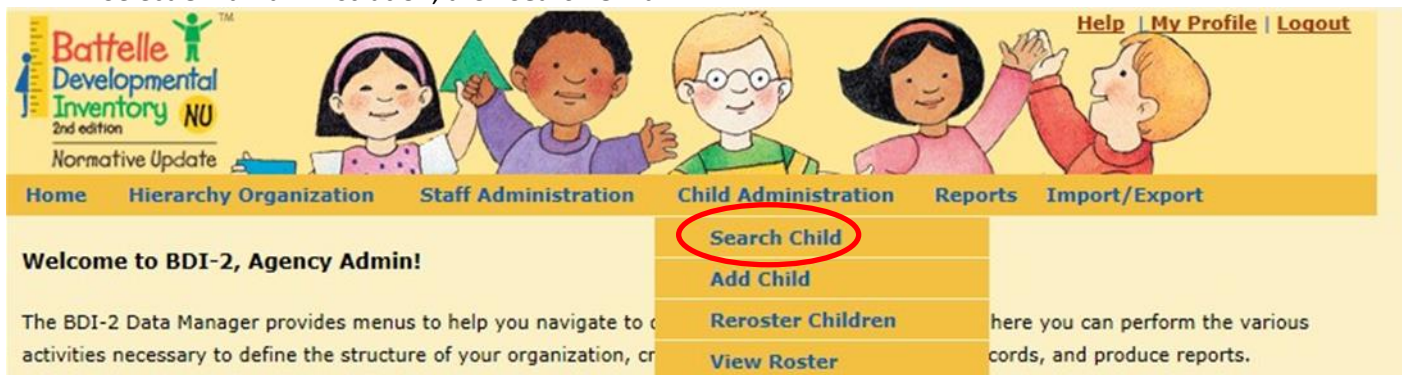 Help | My Profile | Logout
Battelle TM
Developmental
Inventory NU
2nd edition
Normative Update
Home Hierarchy Organization Staff Administration Child Administration Reports Import/Export
Search Child
Welcome to BDI-2, Agency Admin!
Add Child
The BDI-2 Data Manager provides menus to help you navigate to Reroster Children here you can perform the various
activities necessary to define the structure of your organization, cr View Roster cords, and produce reports.